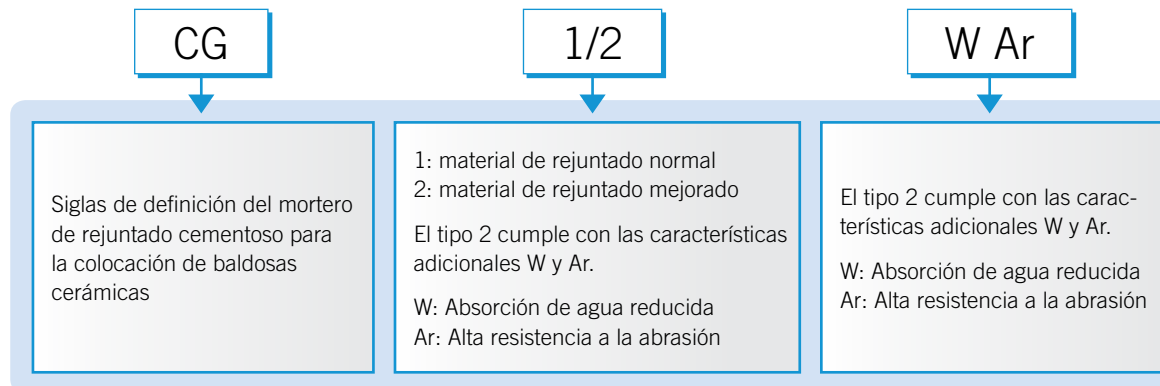 CG
1/2
W Ar
Siglas de definición del mortero
de rejuntado cementoso para
la colocación de baldosas
cerámicas
1: material de rejuntado normal
2: material de rejuntado mejorado
El tipo 2 cumple con las características
adicionales W y Ar.
W: Absorción de agua reducida
Ar: Alta resistencia a la abrasión
El tipo 2 cumple con las carac-
terísticas adicionales W y Ar.
W: Absorción de agua reducida
Ar: Alta resistencia a la abrasión